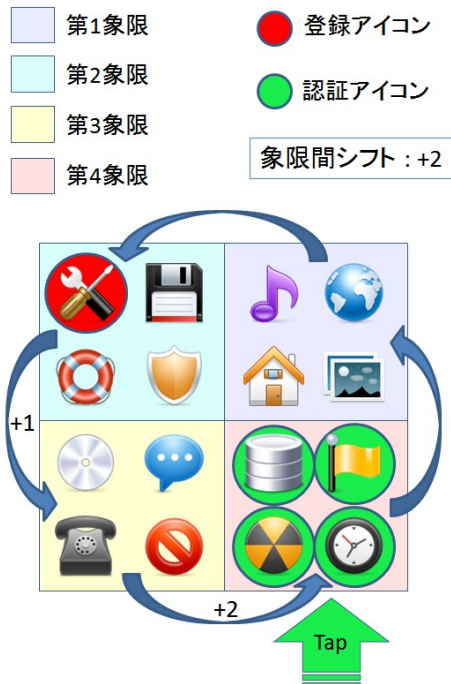 第1象限
登録アイコン
第2象限
認証アイコン
第3象限
象限間シフト：+2
第4象限
+1
+2
Tap